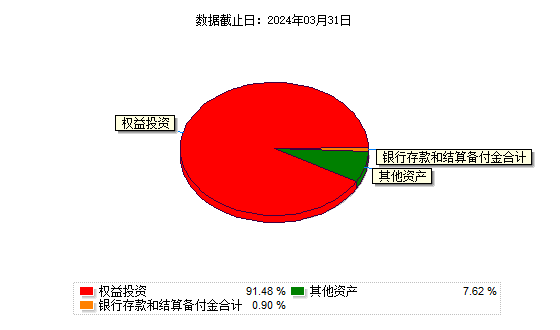 数据截止日：2024年03月31日
权益投资
银行存款和结算备付金合计
其他资产
权益投资 91.48 % 其他资产 7.62 %
银行存款和结算备付金合计 0.90 %